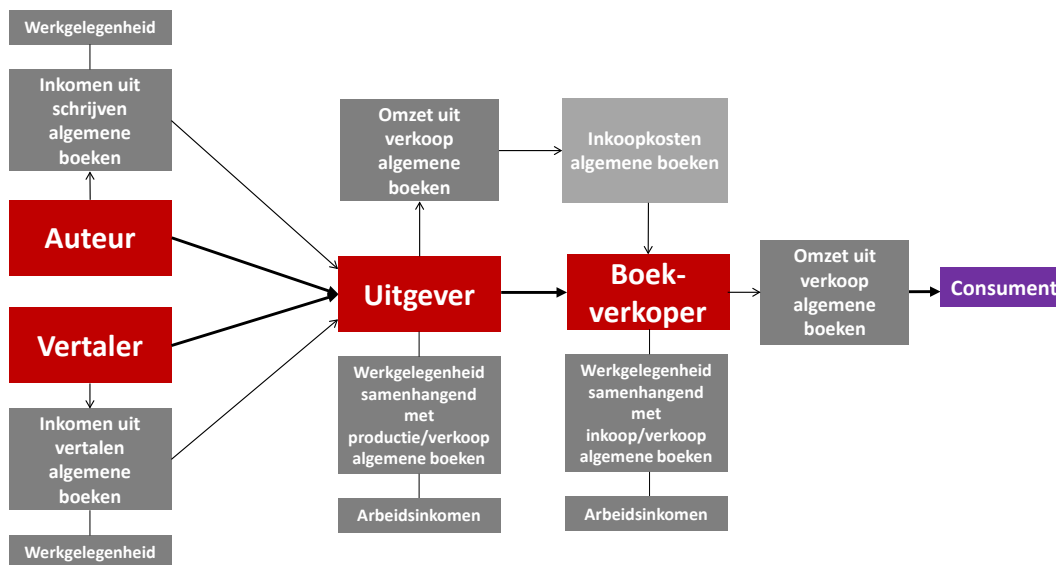 Werkgelegenheid
Inkomen uit
schrijven
algemene
boeken
Auteur
Vertaler
Inkomen uit
vertalen
algemene
boeken
Werkgelegenheid
Omzet uit
verkoop
algemene
boeken
Uitgever
Werkgelegenheid
samenhangend
met
productie/verkoop
algemene boeken
Arbeidsinkomen
Inkoopkosten
algemene boeken
Boek-
verkoper
Werkgelegenheid
samenhangend
met
inkoop/verkoop
algemene boeken
Arbeidsinkomen
Omzet uit
verkoop
algemene
boeken
Consument